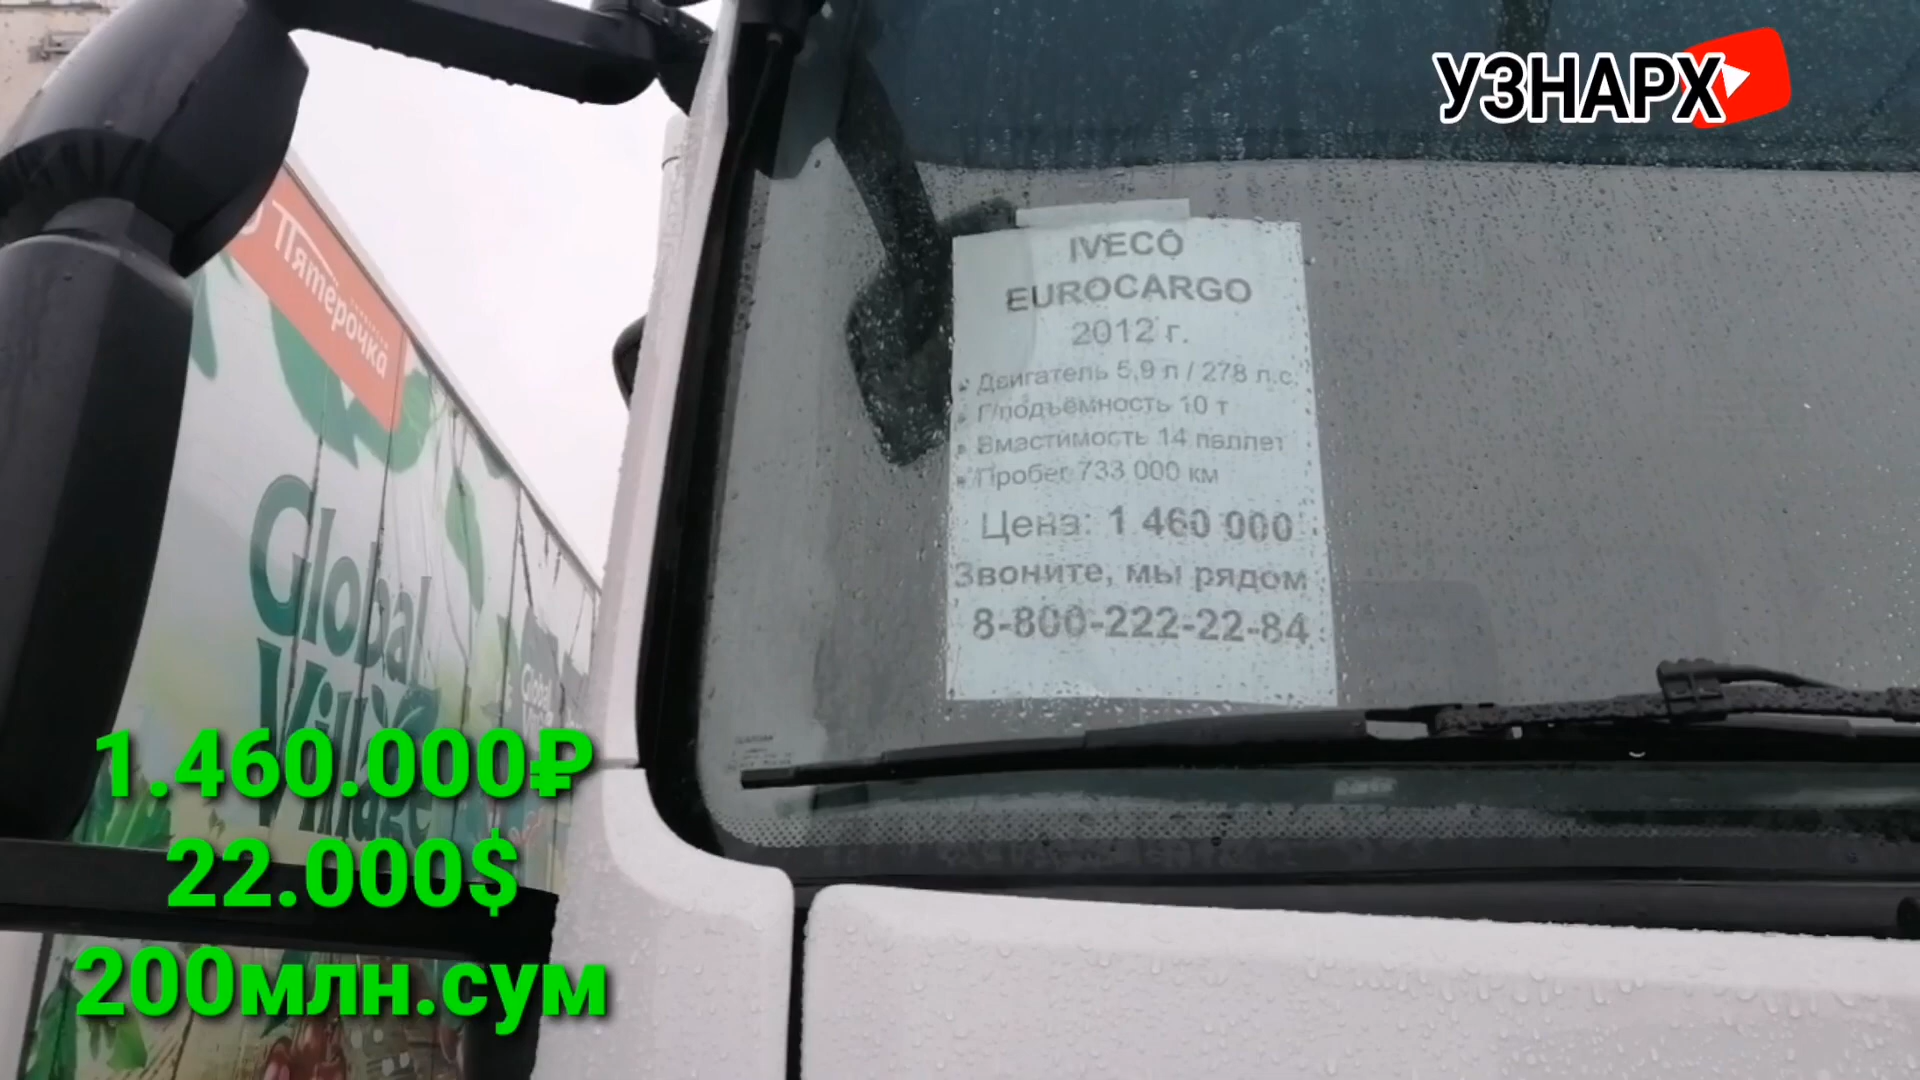 УЗНАРХ
Пятёрочка
Global
Village
Global
IVECO
EUROCARGO
2012 г.
• Двигатель 5,9 л / 278 л.с.
• Г/подъёмность 10 т
• Вмастимость 14 паллет
• Пробег 733 000 км
Цена: 1 460 000
Звоните, мы рядом
8-800-222-22-84
1.460.000₽
22.000$
200млн.сум